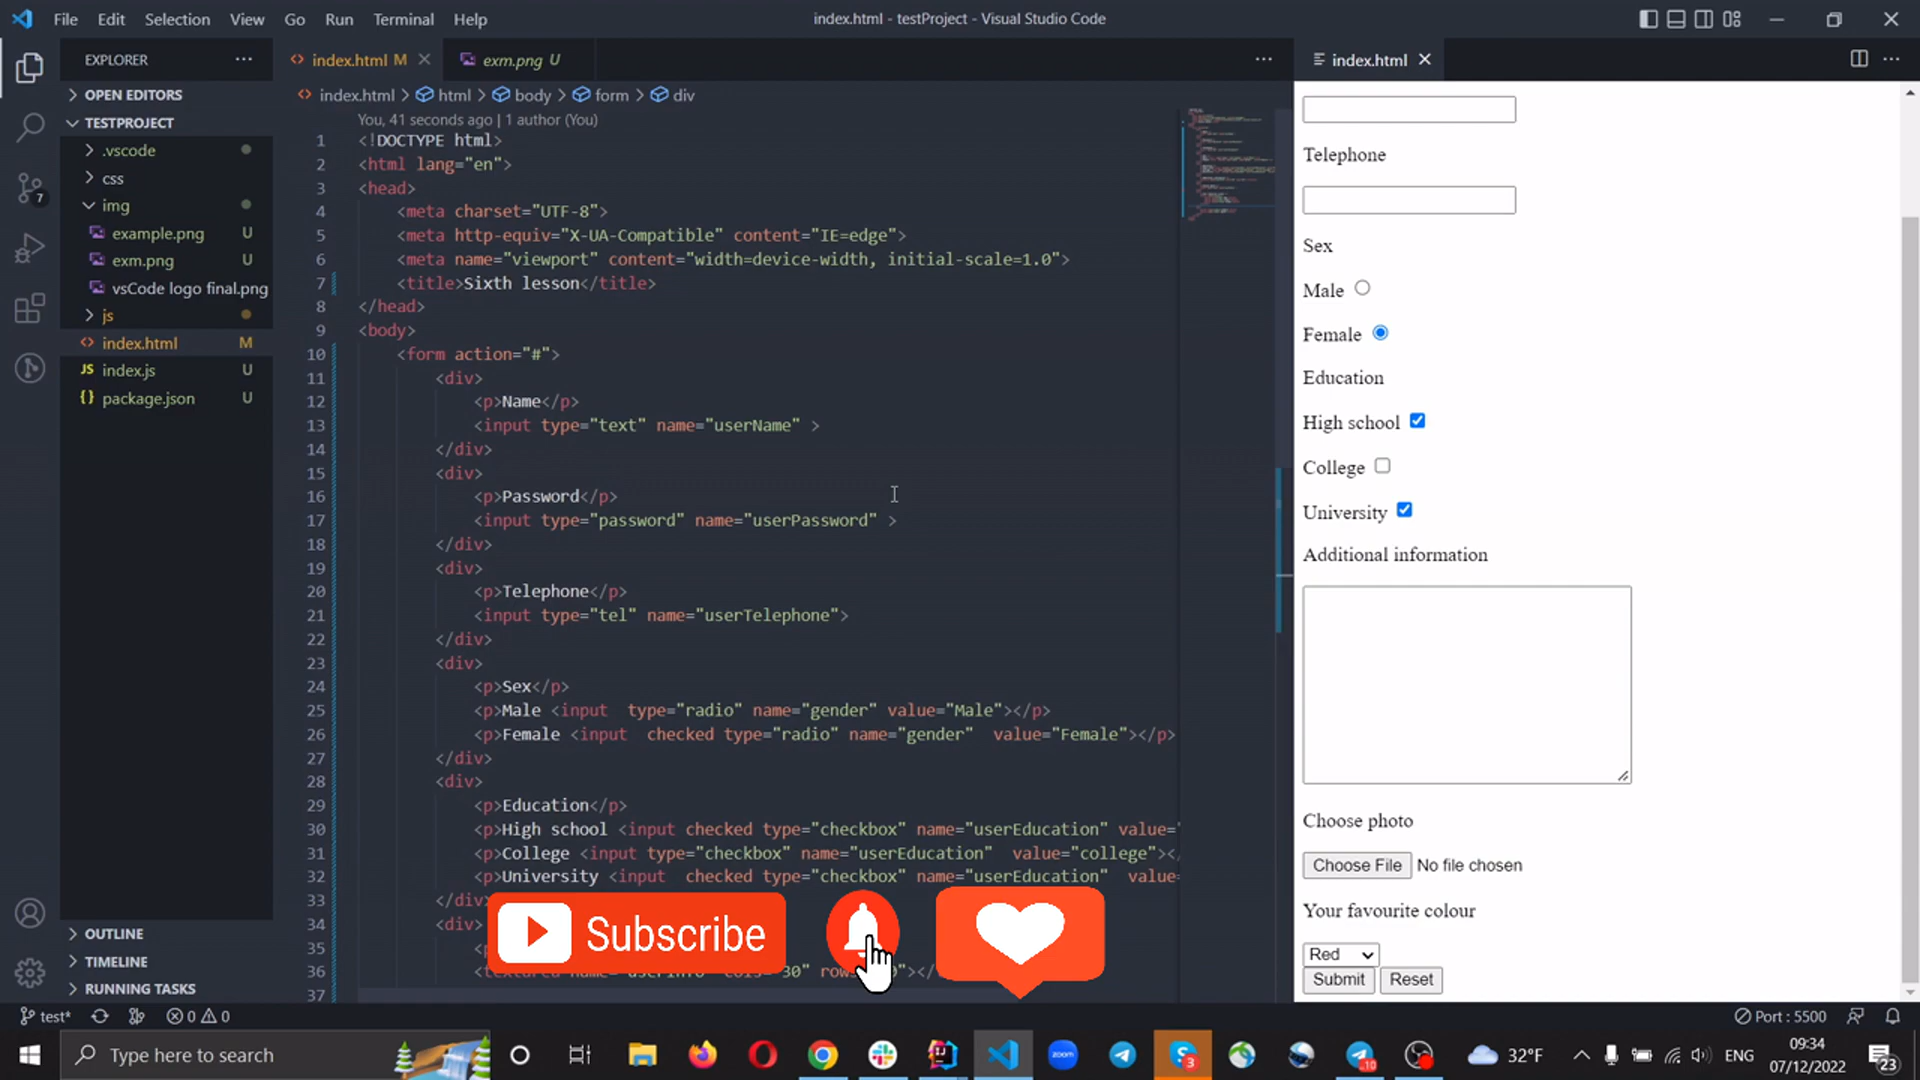 File Edit Selection View Go Run Terminal Help
index.html - testProject - Visual Studio Code
EXPLORER
OPEN EDITORS
TESTPROJECT
.vscode
css
img
example.png U
exm.png U
vsCode logo final.png
js
index.html M
index.js U
package.json U
OUTLINE
TIMELINE
RUNNING TASKS
index.html M
exm.png U
index.html > html > body > form > div
You, 41 seconds ago | 1 author (You)
1 <!DOCTYPE html>
2 <html lang="en">
3 <head>
4 <meta charset="UTF-8">
5 <meta http-equiv="X-UA-Compatible" content="IE=edge">
6 <meta name="viewport" content="width=device-width, initial-scale=1.0">
7 <title>Sixth lesson</title>
8 </head>
9 <body>
10 <form action="#">
11 <div>
12 <p>Name</p>
13 <input type="text" name="userName" >
14 </div>
15 <div>
16 <p>Password</p>
17 <input type="password" name="userPassword" >
18 </div>
19 <div>
20 <p>Telephone</p>
21 <input type="tel" name="userTelephone">
22 </div>
23 <div>
24 <p>Sex</p>
25 <p>Male <input  type="radio" name="gender" value="Male"></p>
26 <p>Female <input  checked type="radio" name="gender"  value="Female"></p>
27 </div>
28 <div>
29 <p>Education</p>
30 <p>High school <input checked type="checkbox" name="userEducation" value="
31 <p>College <input type="checkbox" name="userEducation"  value="college"></
32 <p>University <input  checked type="checkbox" name="userEducation"  value=
33 </div>
34 <div>
35
36
37
Subscribe
index.html
Telephone
Sex
Male
Female
Education
High school
College
University
Additional information
Choose photo
Choose File No file chosen
Your favourite colour
Red
Submit Reset
7
test* 0 0
Port : 5500
Type here to search
zoom
3
10
32°F
ENG
09:34
07/12/2022
23